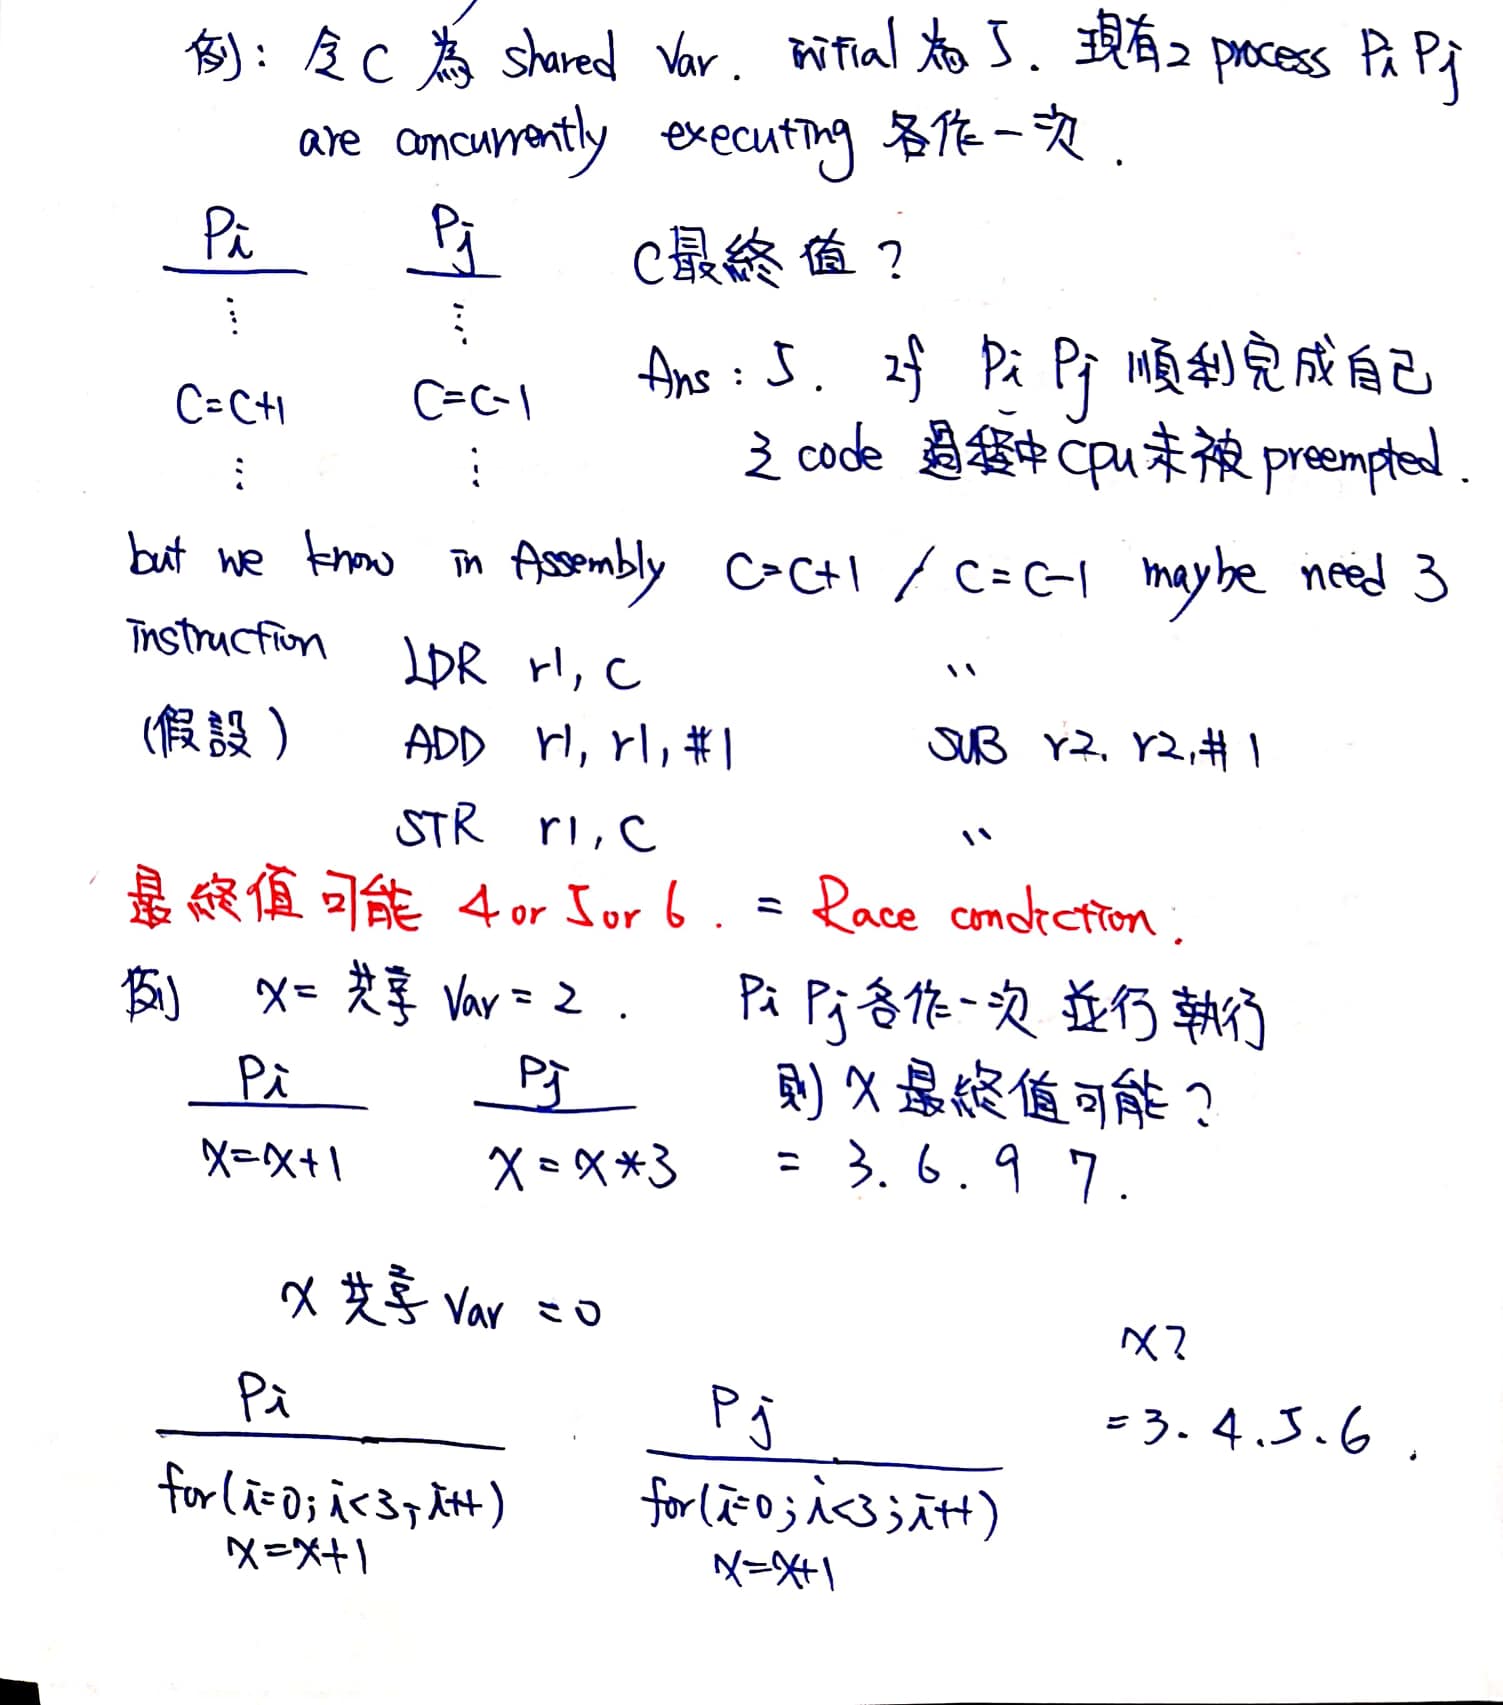 例: 令 C 為 shared Var. initial 為 5. 現有2 process Pi Pj
are concurrently executing 各作一次.
Pi Pj C最終值?
⋮ ⋮
C=C+1 C=C-1 Ans: 5. if Pi Pj 順利完成自己
⋮ ⋮ 之 code 過程中 cpu 未被 preempted.
but we know in Assembly C=C+1 / C=C-1 maybe need 3
instruction LDR r1, C "
(假設) ADD r1, r1, #1 SUB r2, r2, #1
STR r1, C "
最終值可能 4 or 5 or 6. = Race condiction.
例 x= 共享 Var = 2. Pi Pj 各作一次 並行執行
Pi Pj 則 x 最終值可能?
x=x+1 x=x*3 = 3. 6. 9 7.
x 共享 Var = 0
x?
Pi Pj = 3. 4. 5. 6.
for(i=0; i<3; i++) for(i=0; i<3; i++)
x=x+1 x=x+1